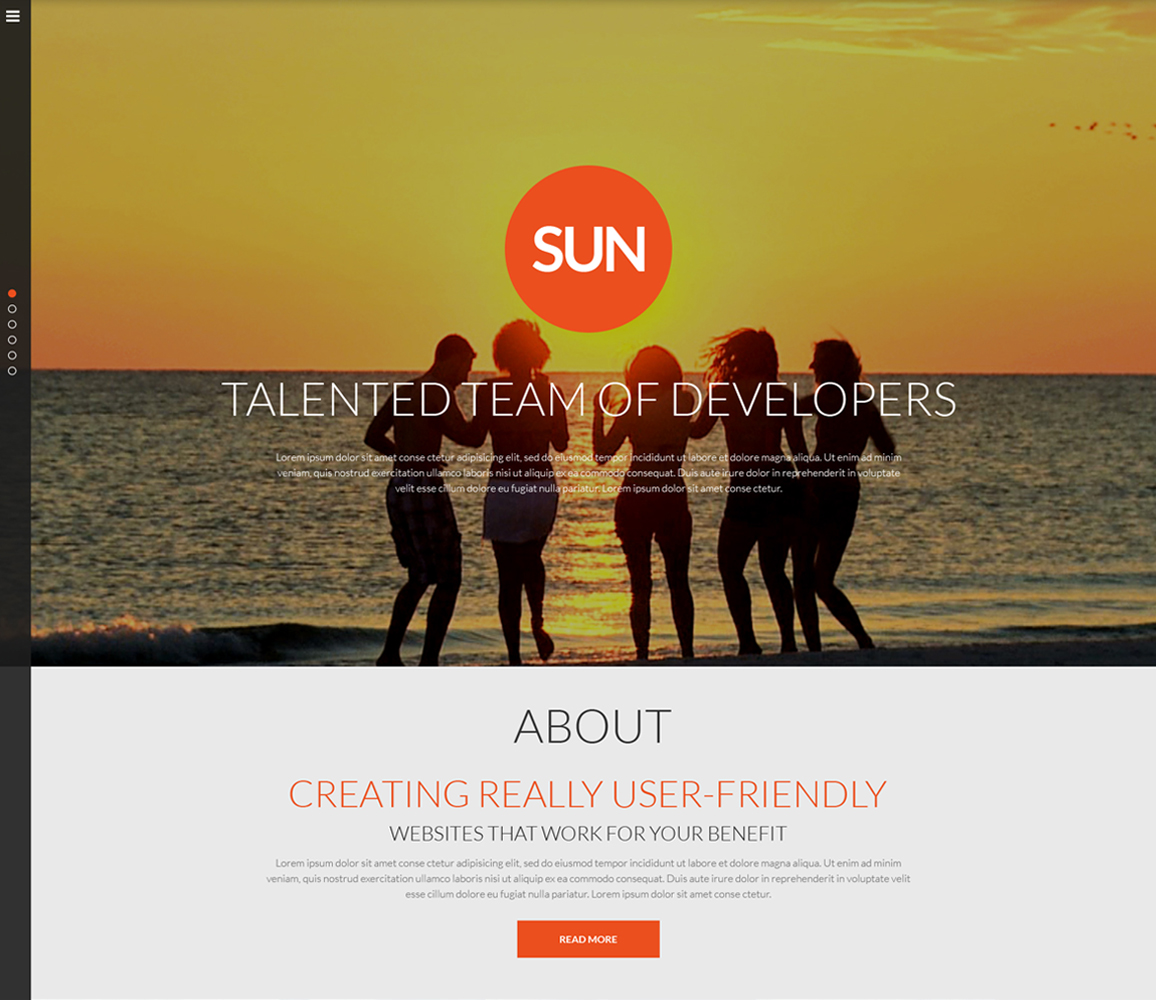 SUN
TALENTED TEAM OF DEVELOPERS
Lorem ipsum dolor sit amet conse ctetur adipisicing elit, sed do eiusmod tempor incididunt ut labore et dolore magna aliqua. Ut enim ad minim
veniam, quis nostrud exercitation ullamco laboris nisi ut aliquip ex ea commodo consequat. Duis aute irure dolor in reprehenderit in voluptate
velit esse cillum dolore eu fugiat nulla pariatur. Lorem ipsum dolor sit amet conse ctetur.
ABOUT
CREATING REALLY USER-FRIENDLY
WEBSITES THAT WORK FOR YOUR BENEFIT
Lorem ipsum dolor sit amet conse ctetur adipisicing elit, sed do eiusmod tempor incididunt ut labore et dolore magna aliqua. Ut enim ad minim
veniam, quis nostrud exercitation ullamco laboris nisi ut aliquip ex ea commodo consequat. Duis aute irure dolor in reprehenderit in voluptate velit
esse cillum dolore eu fugiat nulla pariatur. Lorem ipsum dolor sit amet conse ctetur.
READ MORE